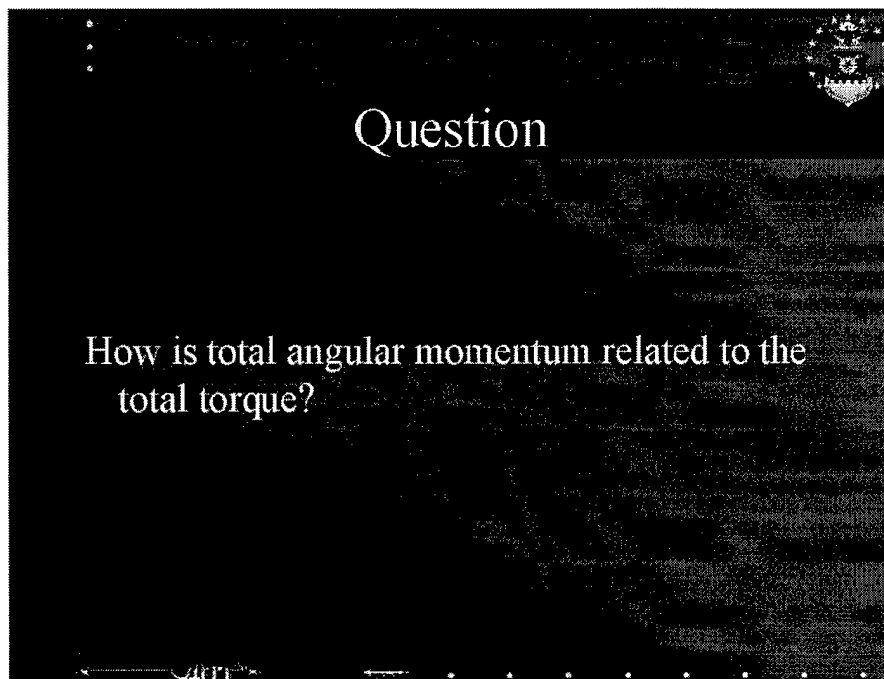 Question
How is total angular momentum related to the
total torque?